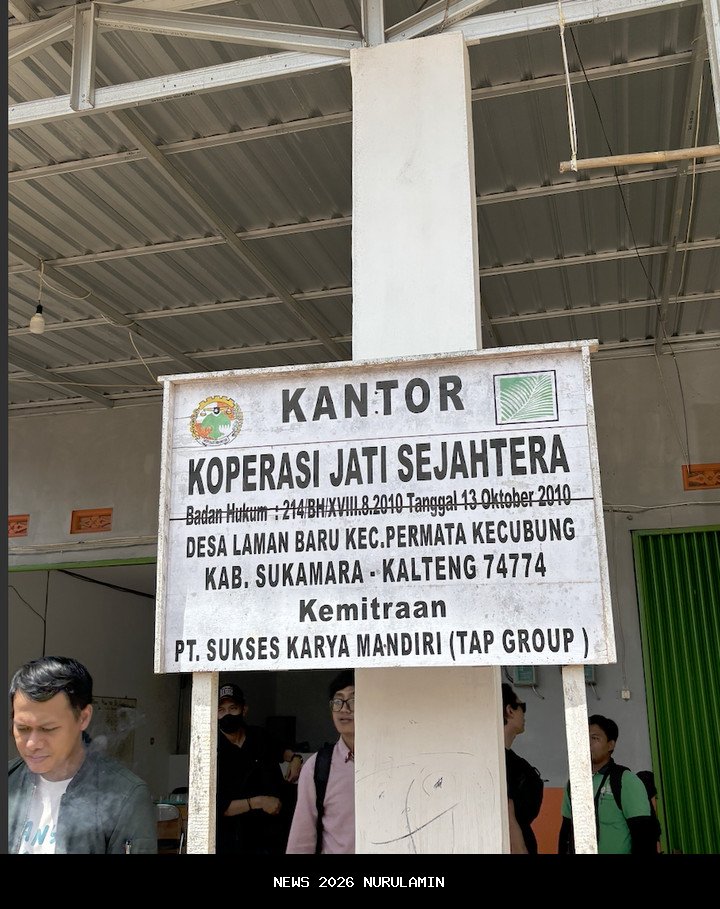 KANTOR
KOPERASI JATI SEJAHTERA
Badan Hukum : 214/BH/XVIII.8.2010 Tanggal 13 Oktober 2010
DESA LAMAN BARU KEC.PERMATA KECUBUNG
KAB. SUKAMARA - KALTENG 74774
Kemitraan
PT. SUKSES KARYA MANDIRI (TAP GROUP )
NEWS 2026 NURULAMIN